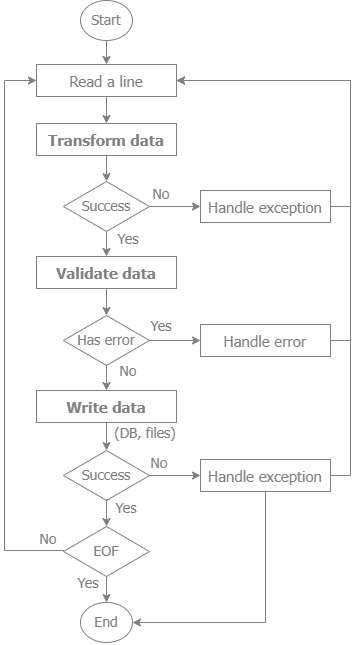 Start
Read a line
Transform data
Success
No
Handle exception
Yes
Validate data
Has error
Yes
Handle error
No
Write data
(DB, files)
Success
No
Handle exception
Yes
No
EOF
Yes
End